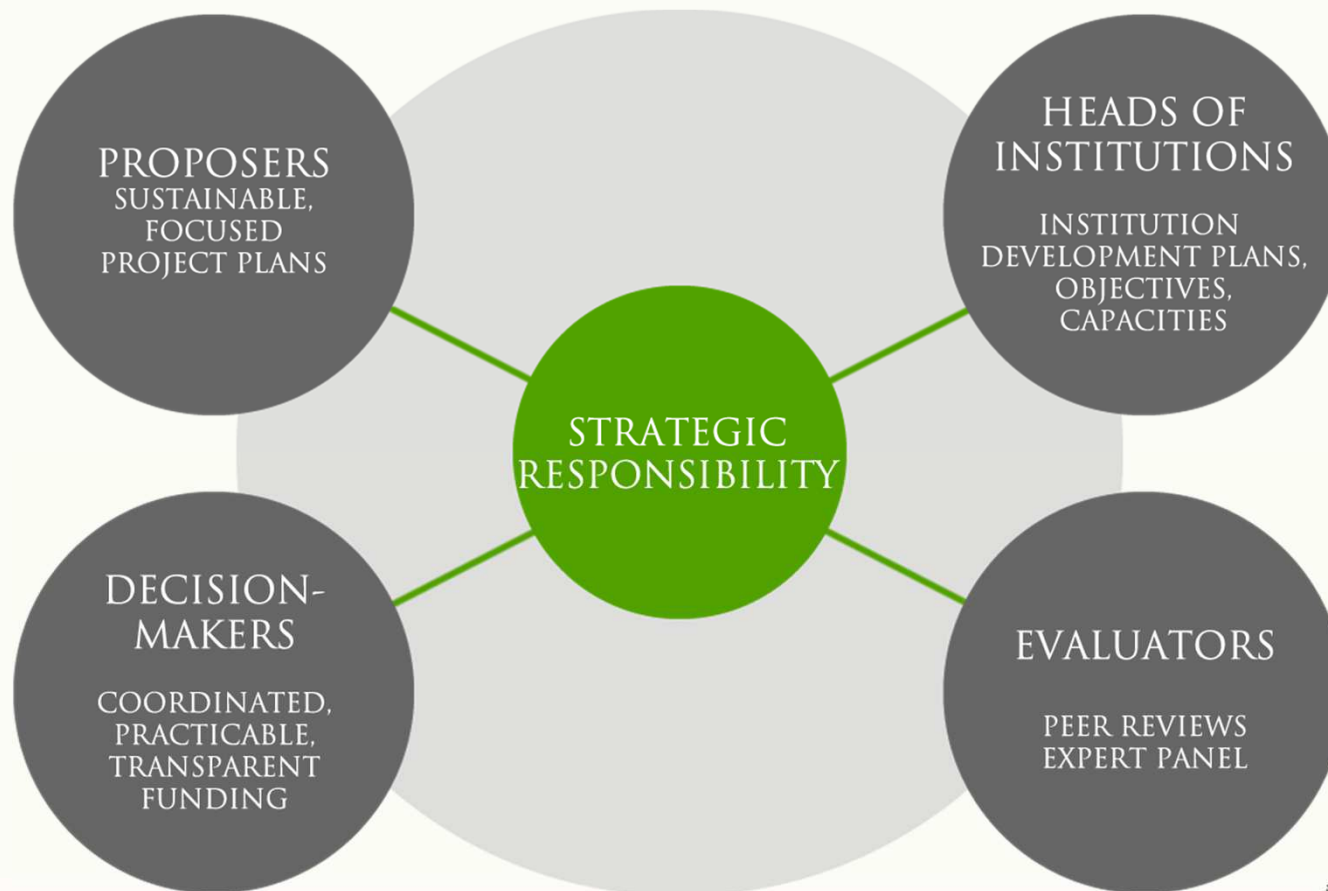 PROPOSERS
SUSTAINABLE,
FOCUSED
PROJECT PLANS
HEADS OF
INSTITUTIONS
INSTITUTION
DEVELOPMENT PLANS,
OBJECTIVES,
CAPACITIES
STRATEGIC
RESPONSIBILITY
DECISION-
MAKERS
COORDINATED,
PRACTICABLE,
TRANSPARENT
FUNDING
EVALUATORS
PEER REVIEWS
EXPERT PANEL